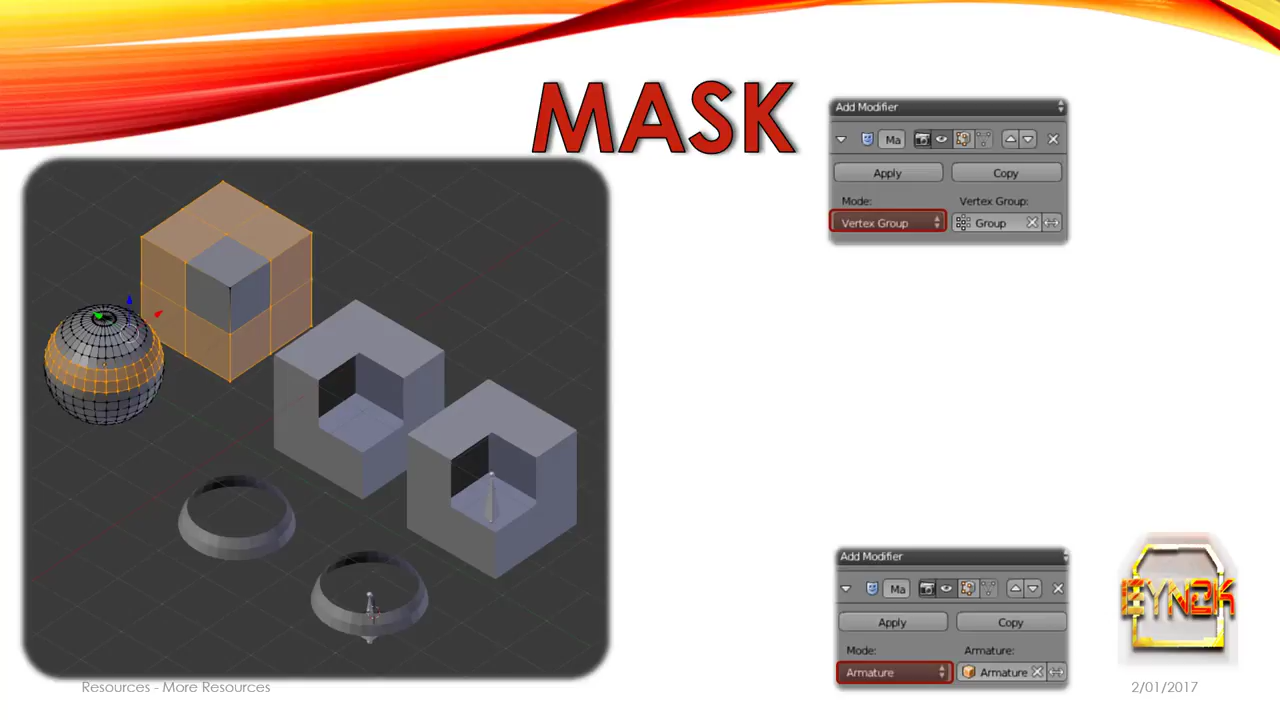 MASK
Add Modifier
Ma
Apply Copy
Mode: Vertex Group:
Vertex Group Group
Add Modifier
Ma
Apply Copy
Mode: Armature:
Armature Armature
EYN2K
Resources - More Resources
2/01/2017